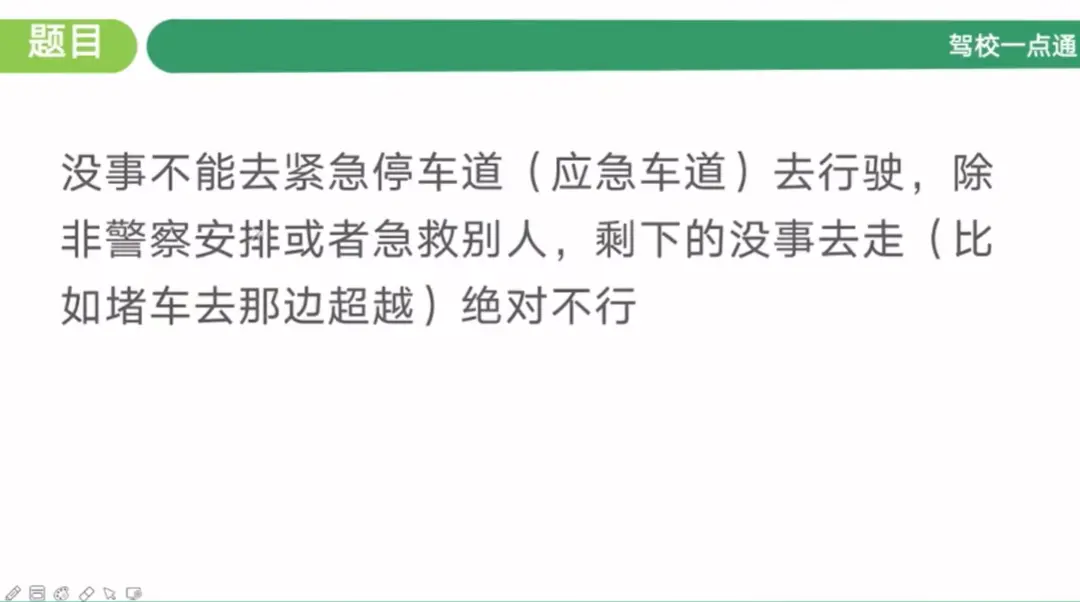 题目
驾校一点通
没事不能去紧急停车道（应急车道）去行驶，除
非警察安排或者急救别人，剩下的没事去走（比
如堵车去那边超越）绝对不行